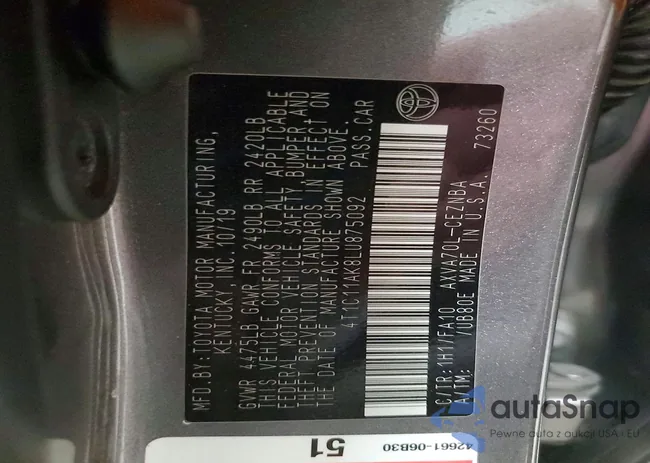 MFD. BY: TOYOTA MOTOR MANUFACTURING,
KENTUCKY, INC. 10/19
GVWR 4475LB GAWR FR 2490LB RR 2420LB
THIS VEHICLE CONFORMS TO ALL APPLICABLE
FEDERAL MOTOR VEHICLE SAFETY, BUMPER AND
THEFT PREVENTION STANDARDS IN EFFECT ON
THE DATE OF MANUFACTURE SHOWN ABOVE.
4T1C11AK8LU875092 PASS.CAR
C/TR: 1H1/FA10 AXVA70L-CEZNBA
A/TM: /UB80E MADE IN U.S.A. 73260
42661-06B30
51
autaSnap
Pewne auta z aukcji USA i EU